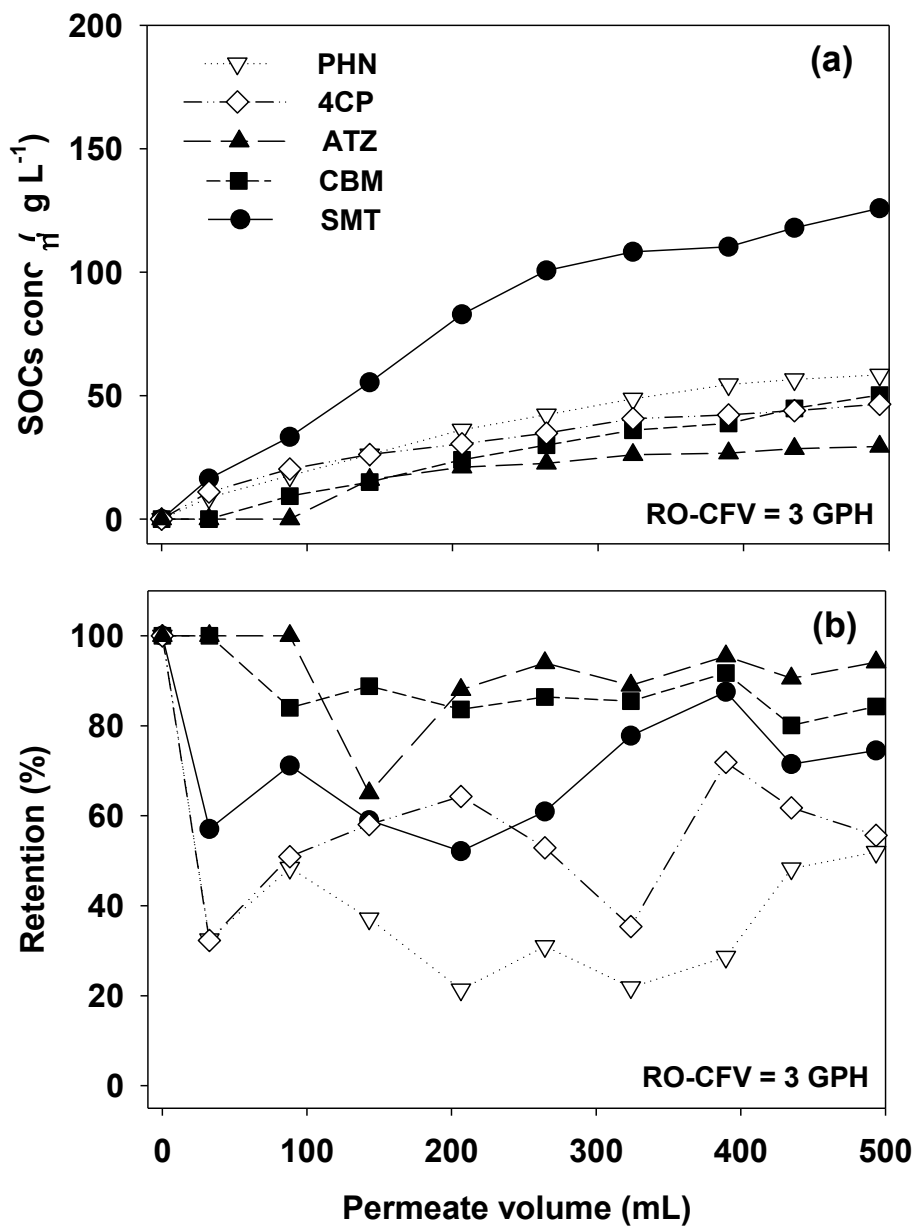 200
150
100
50
0
SOCs conc
g L-1)
(a)
PHN
4CP
ATZ
CBM
SMT
RO-CFV = 3 GPH
100
80
60
40
20
0
Retention (%)
(b)
RO-CFV = 3 GPH
0 100 200 300 400 500
Permeate volume (mL)